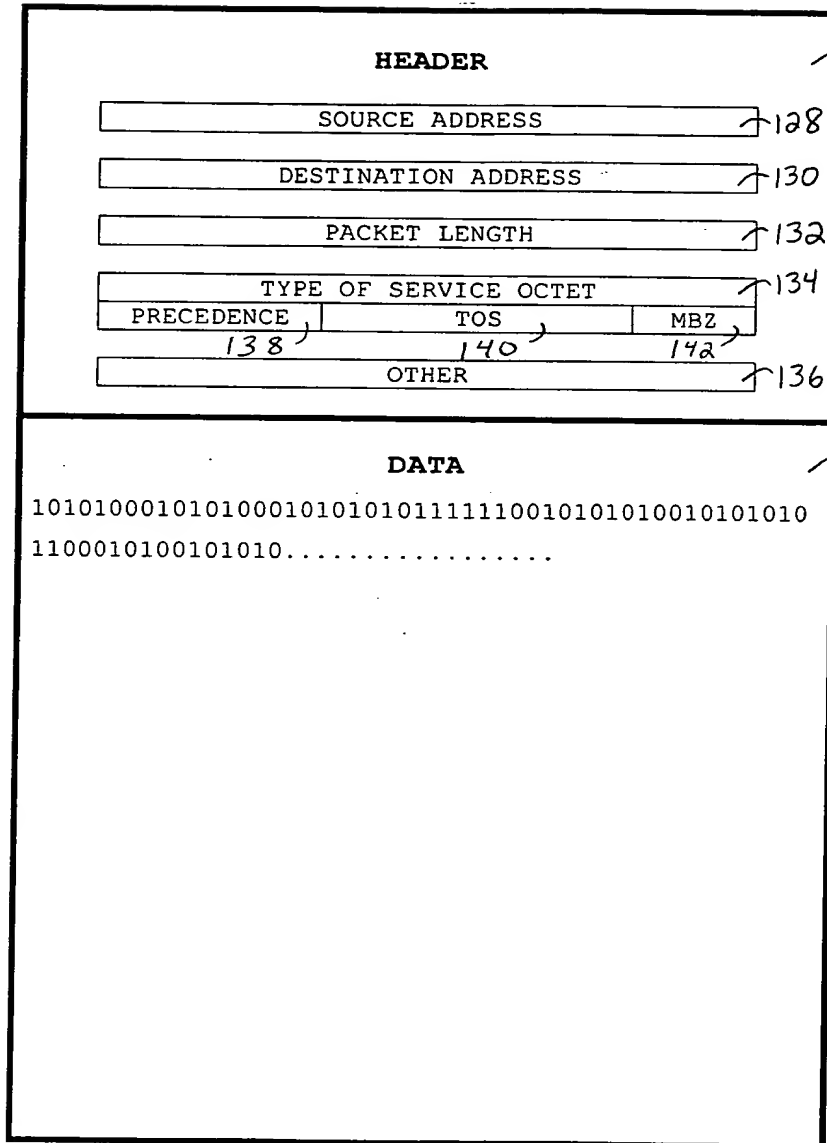 HEADER
SOURCE ADDRESS 128
DESTINATION ADDRESS 130
PACKET LENGTH 132
TYPE OF SERVICE OCTET 134
PRECEDENCE TOS MBZ
138 140 142
OTHER 136
DATA
1010100010101000101010101111110010101010010101010
1100010100101010.................